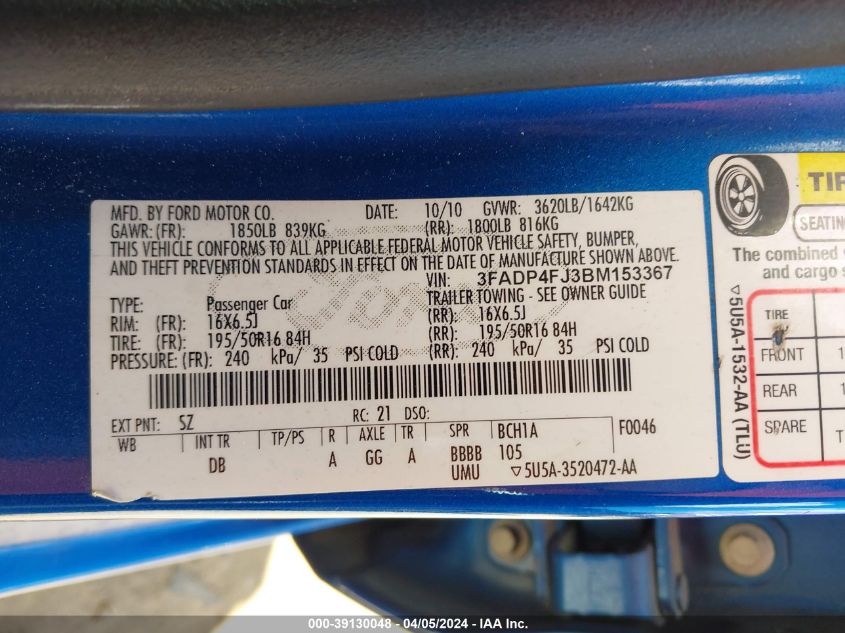 MFD. BY FORD MOTOR CO. DATE: 10/10 GVWR: 3620LB/1642KG
GAWR:(FR): 1850LB 839KG (RR): 1800LB 816KG
THIS VEHICLE CONFORMS TO ALL APPLICABLE FEDERAL MOTOR VEHICLE SAFETY, BUMPER,
AND THEFT PREVENTION STANDARDS IN EFFECT ON THE DATE OF MANUFACTURE SHOWN ABOVE.
VIN: 3FADP4FJ3BM153367
TYPE: Passenger Car TRAILER TOWING - SEE OWNER GUIDE
RIM: (FR): 16X6.5J (RR): 16X6.5J
TIRE: (FR): 195/50R16 84H (RR): 195/50R16 84H
PRESSURE: (FR): 240 kPa/ 35 PSI COLD (RR): 240 kPa/ 35 PSI COLD
EXT PNT: SZ RC: 21 DSO:
WB INT TR TP/PS R AXLE TR SPR BCH1A F0046
DB A GG A BBBB 105
UMU ▽5U5A-3520472-AA
▽5U5A-1532-AA (TLU)
TIR
SEATING
The combined
and cargo
TIRE
FRONT 1
REAR 1
SPARE T
000-39130048 - 04/05/2024 - IAA Inc.